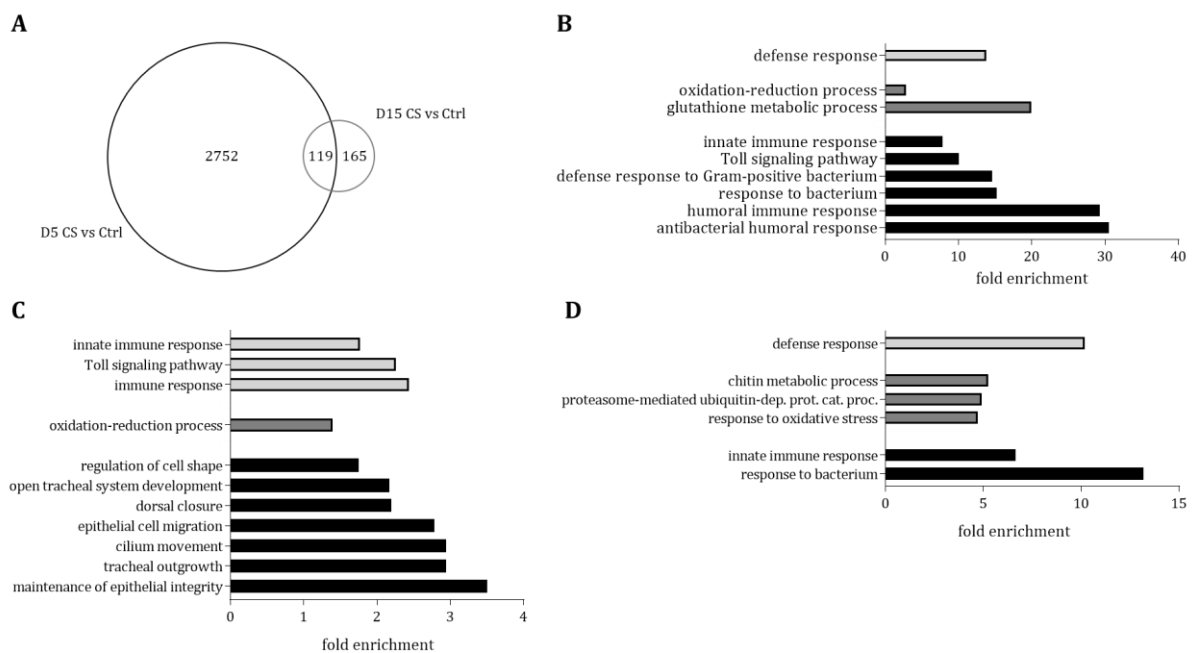 A
D15 CS vs Ctrl
2752
119
165
D5 CS vs Ctrl
B
defense response
oxidation-reduction process
glutathione metabolic process
innate immune response
Toll signaling pathway
defense response to Gram-positive bacterium
response to bacterium
humoral immune response
antibacterial humoral response
0 10 20 30 40
fold enrichment
C
innate immune response
Toll signaling pathway
immune response
oxidation-reduction process
regulation of cell shape
open tracheal system development
dorsal closure
epithelial cell migration
cilium movement
tracheal outgrowth
maintenance of epithelial integrity
0 1 2 3 4
fold enrichment
D
defense response
chitin metabolic process
proteasome-mediated ubiquitin-dep. prot. cat. proc.
response to oxidative stress
innate immune response
response to bacterium
0 5 10 15
fold enrichment